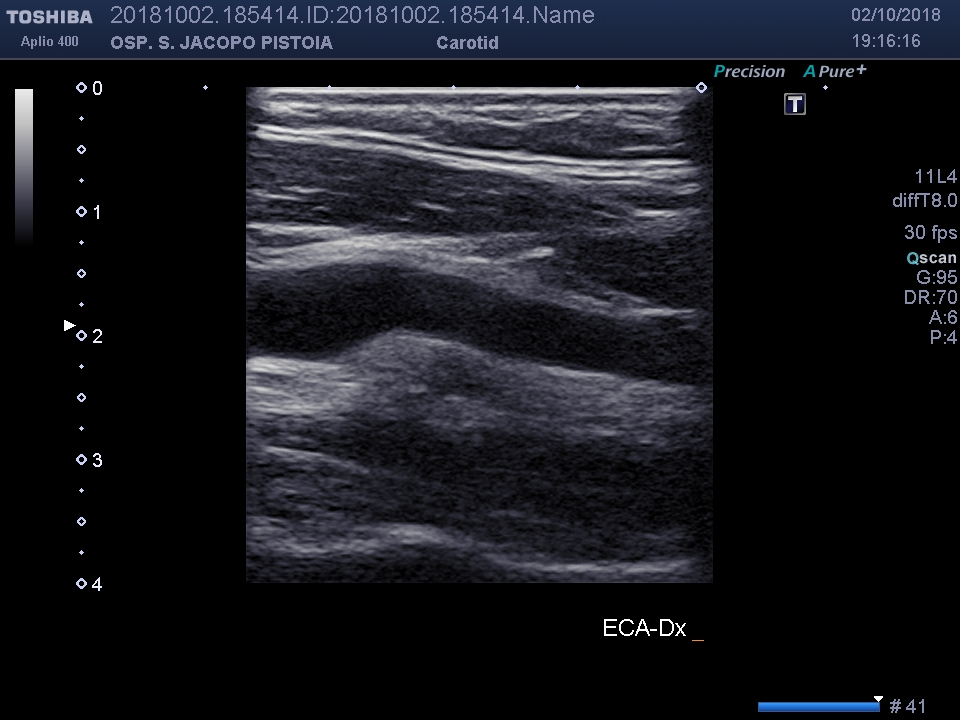 TOSHIBA 20181002.185414.ID:20181002.185414.Name 02/10/2018
Aplio 400 OSP. S. JACOPO PISTOIA Carotid 19:16:16
Precision A Pure+
T
0
11L4
diffT8.0
1
30 fps
Qscan
G:95
DR:70
A:6
2
P:4
3
4
ECA-Dx _
# 41